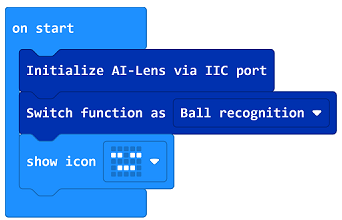 on start
Initialize AI-Lens via IIC port
Switch function as Ball recognition
show icon